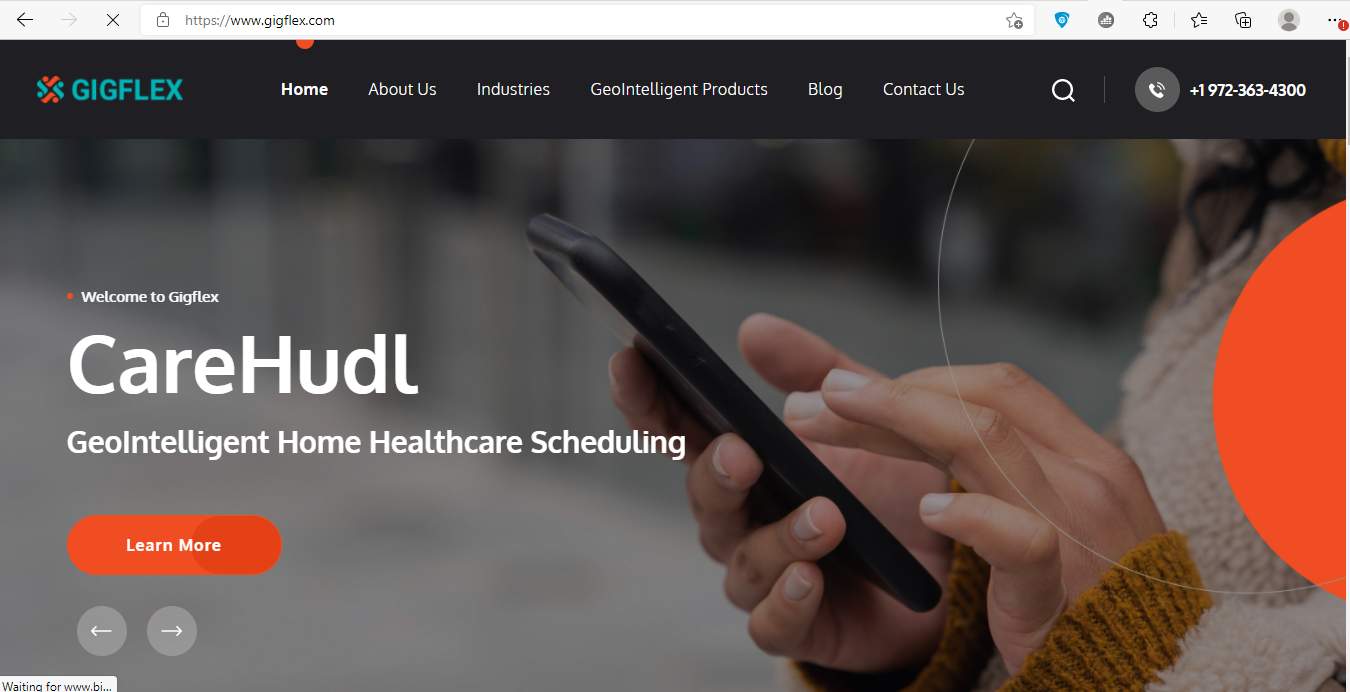 https://www.gigflex.com
GIGFLEX
Home
About Us
Industries
GeoIntelligent Products
Blog
Contact Us
+1 972-363-4300
Welcome to Gigflex
CareHudl
GeoIntelligent Home Healthcare Scheduling
Learn More
Waiting for www.bi...